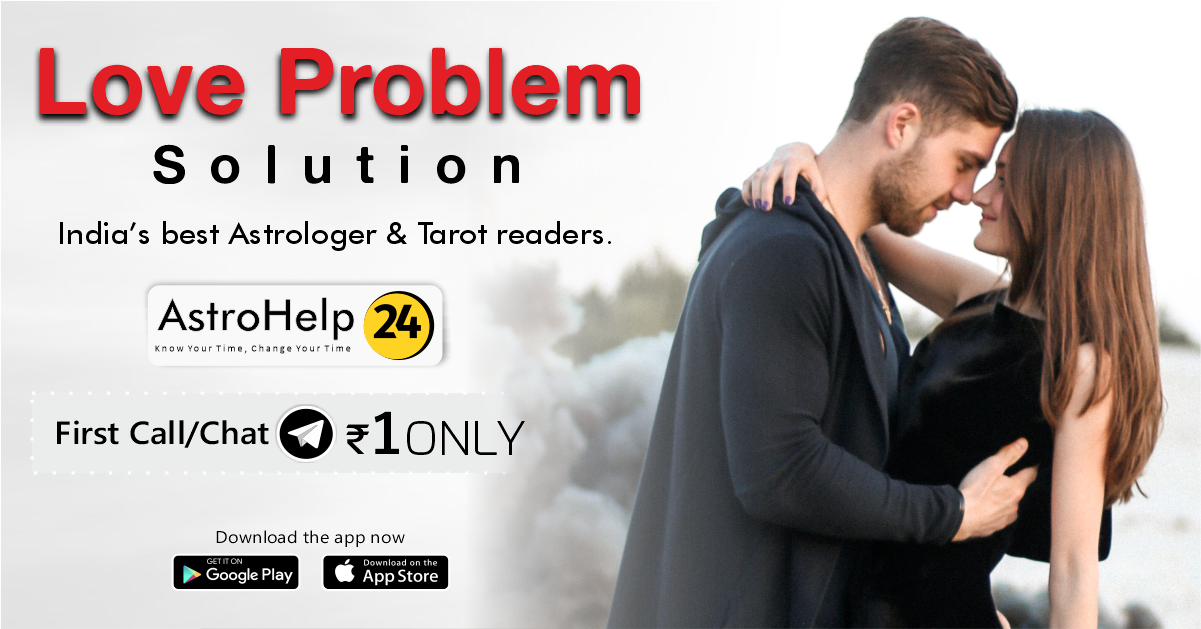 Love Problem
Solution
India's best Astrologer & Tarot readers.
AstroHelp 24
Know Your Time, Change Your Time
First Call/Chat ₹1 ONLY
Download the app now
GET IT ON
Google Play
Download on the
App Store